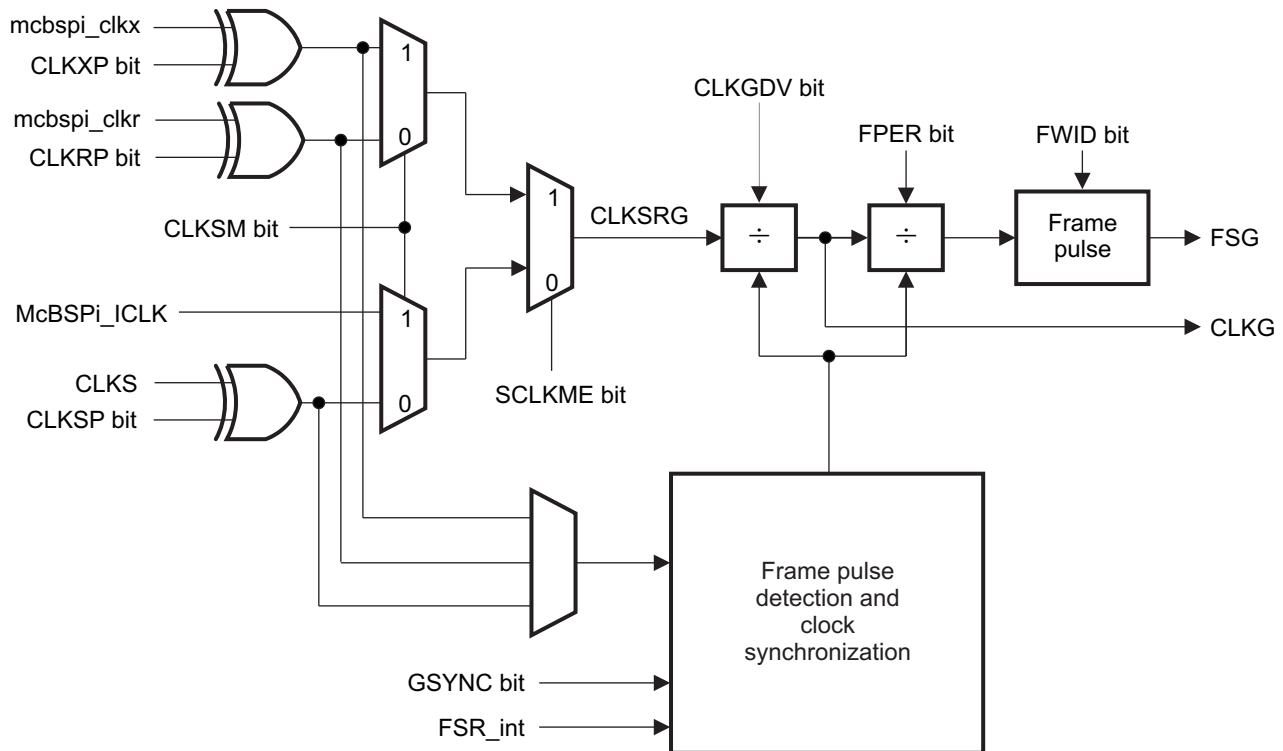 mcbspi_clkx
CLKXP bit
mcbspi_clkr
CLKRP bit
CLKSM bit
McBSPi_ICLK
CLKS
CLKSP bit
1
0
1
0
1
0
SCLKME bit
CLKSRG
CLKGDV bit
÷
FPER bit
÷
FWID bit
Frame
pulse
FSG
CLKG
Frame pulse
detection and
clock
synchronization
GSYNC bit
FSR_int